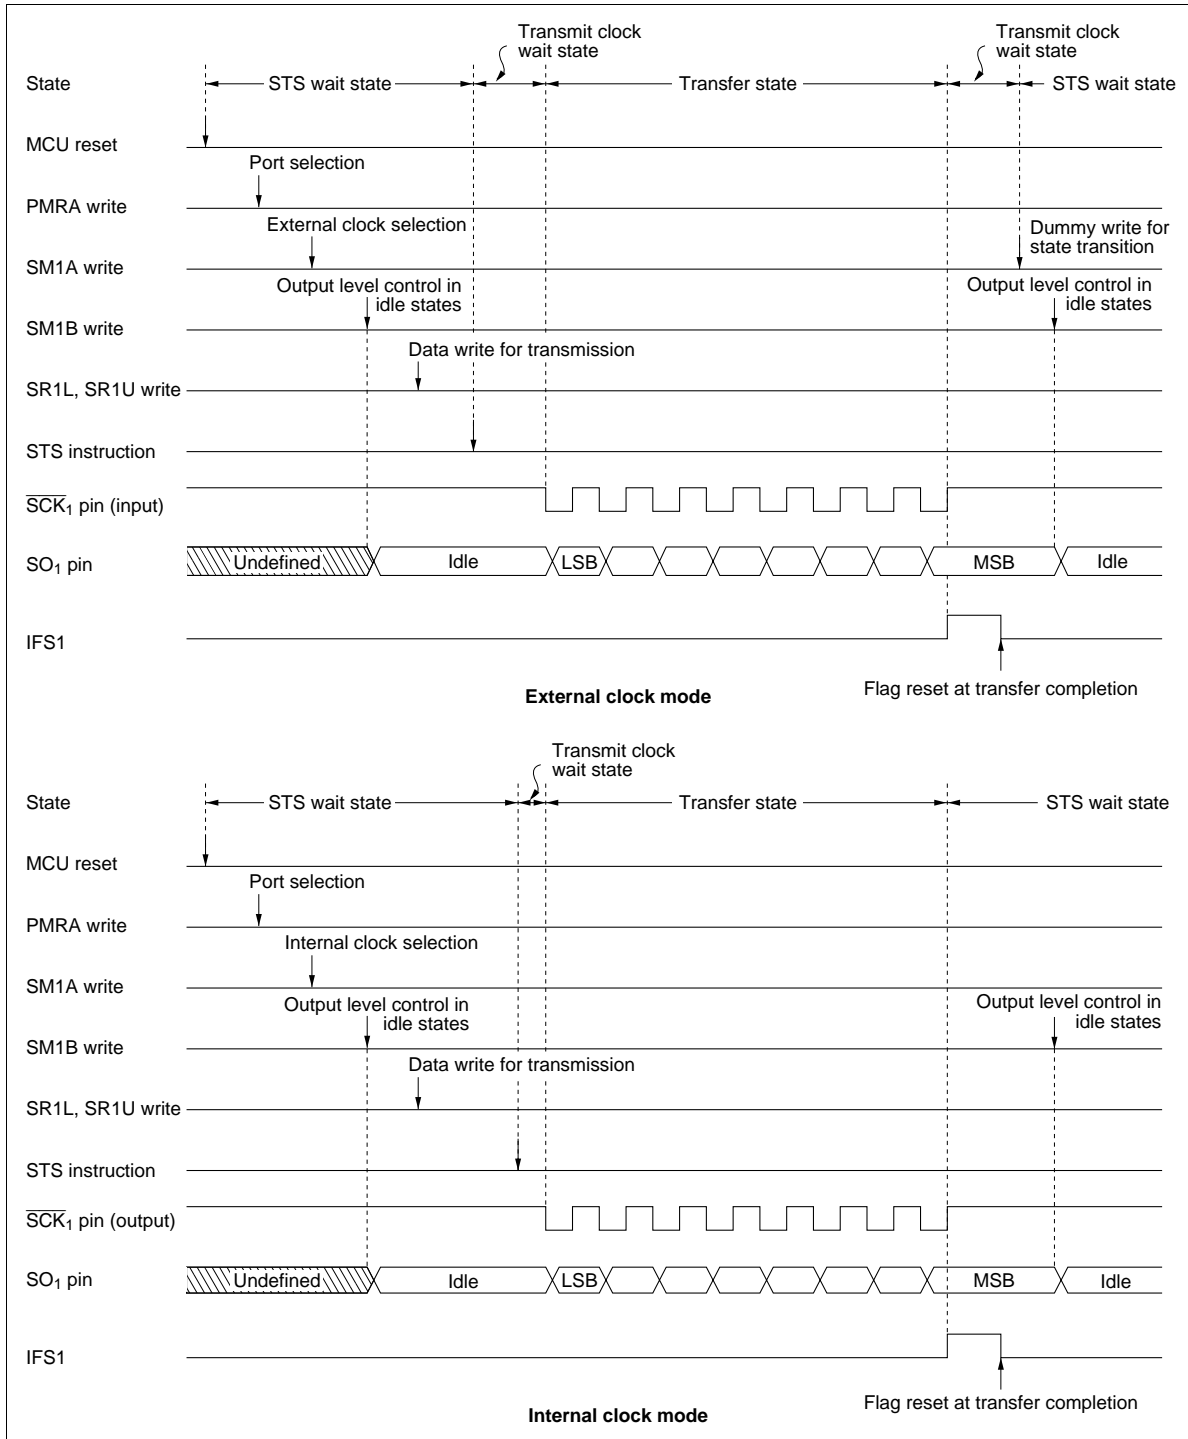 Transmit clock
wait state
Transmit clock
wait state
State
STS wait state
Transfer state
STS wait state
MCU reset
Port selection
PMRA write
External clock selection
Dummy write for
state transition
SM1A write
Output level control in
idle states
Output level control in
idle states
SM1B write
Data write for transmission
SR1L, SR1U write
STS instruction
SCK1 pin (input)
SO1 pin
Undefined
Idle
LSB
MSB
Idle
IFS1
Flag reset at transfer completion
External clock mode
Transmit clock
wait state
State
STS wait state
Transfer state
STS wait state
MCU reset
Port selection
PMRA write
Internal clock selection
SM1A write
Output level control in
idle states
Output level control in
idle states
SM1B write
Data write for transmission
SR1L, SR1U write
STS instruction
SCK1 pin (output)
SO1 pin
Undefined
Idle
LSB
MSB
Idle
IFS1
Flag reset at transfer completion
Internal clock mode